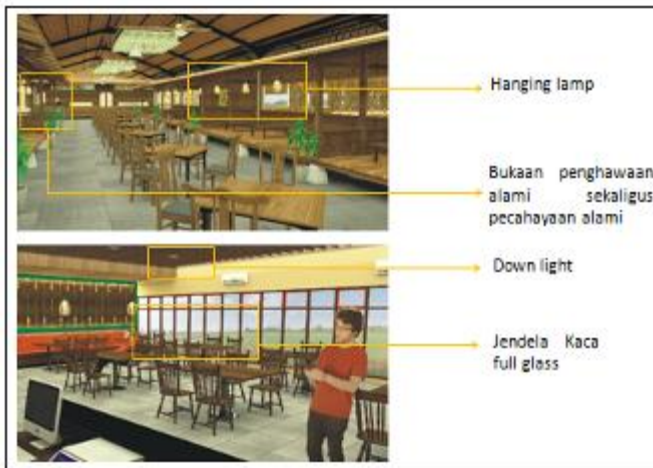 Hanging lamp
Bukaan penghawaan
alami sekaligus
pecahayaan alami
Down light
Jendela Kaca
full glass